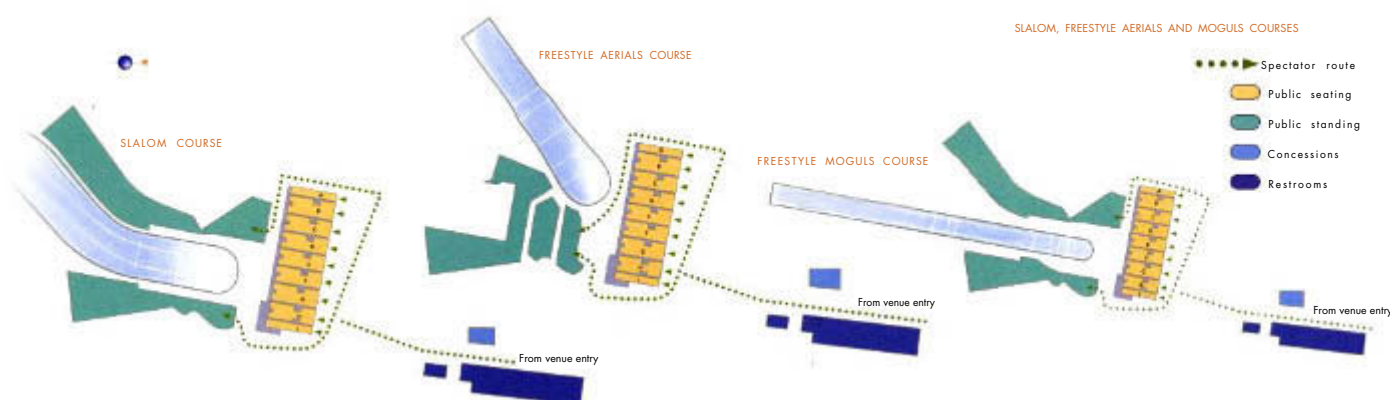 SLALOM, FREESTYLE AERIALS AND MOGULS COURSES
FREESTYLE AERIALS COURSE
Spectator route
Public seating
Public standing
SLALOM COURSE
Concessions
FREESTYLE MOGULS COURSE
Restrooms
From venue entry
From venue entry
From venue entry